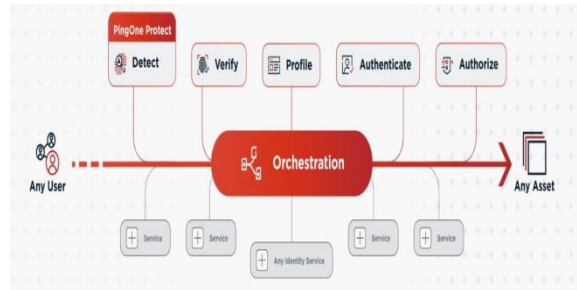 PingOne Protect
Detect
Verify
Profile
Authenticate
Authorize
Any User
Orchestration
Any Asset
Service
Service
Any Identity Service
Service
Service